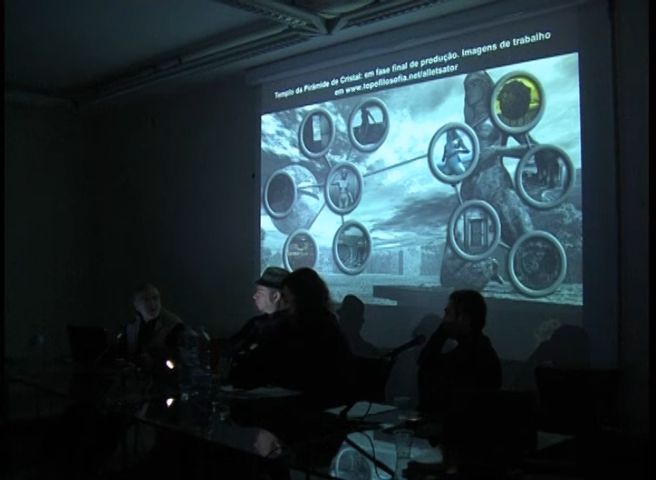 Templo da Pirâmide de Cristal: em fase final de produção. Imagens de trabalho
em www.topofilosofia.net/alletsator